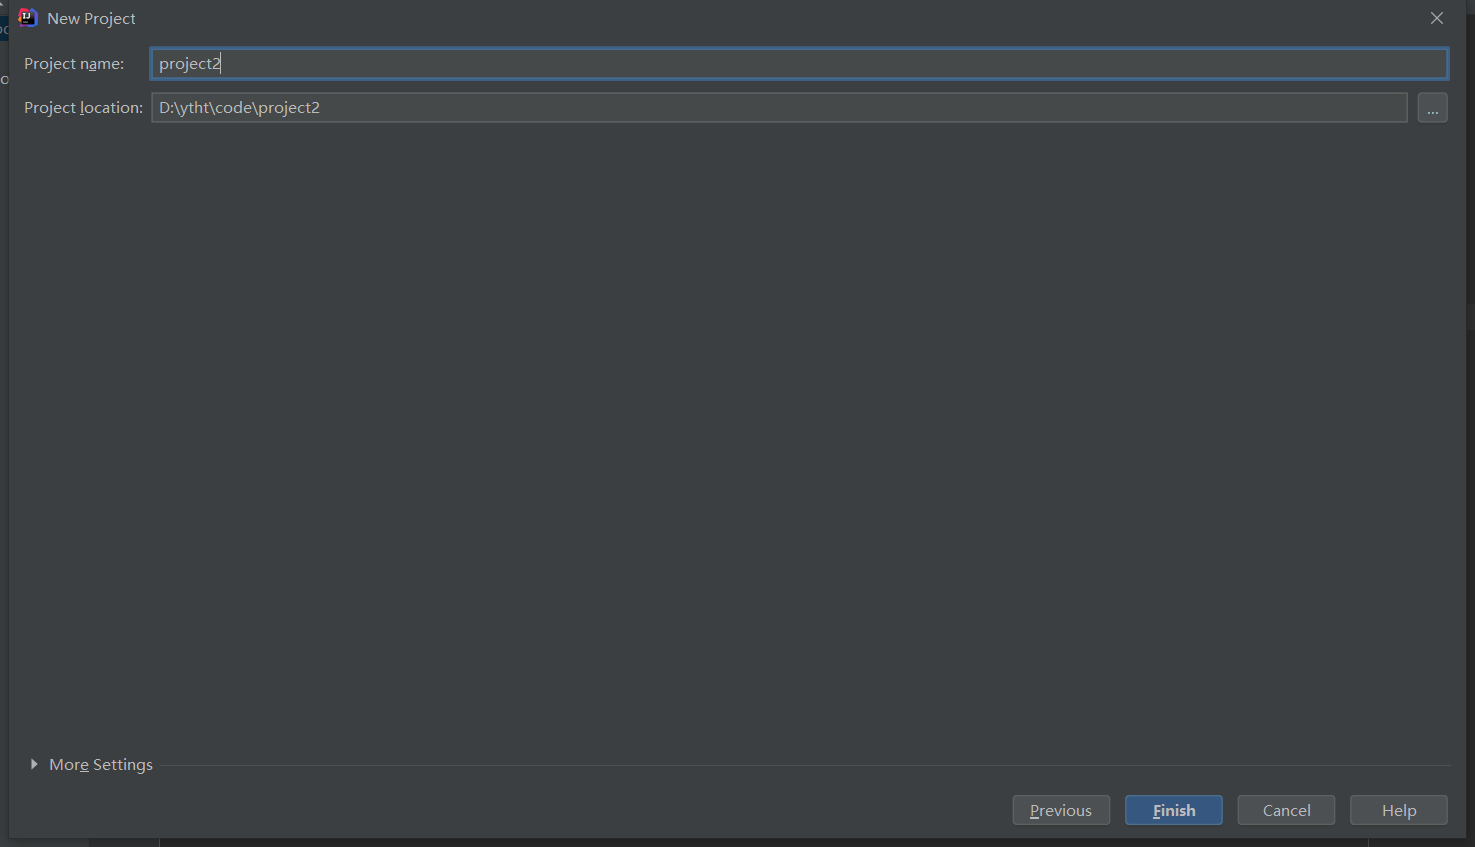 New Project
Project name: project2
Project location: D:\ytht\code\project2 ...
More Settings
Previous Finish Cancel Help